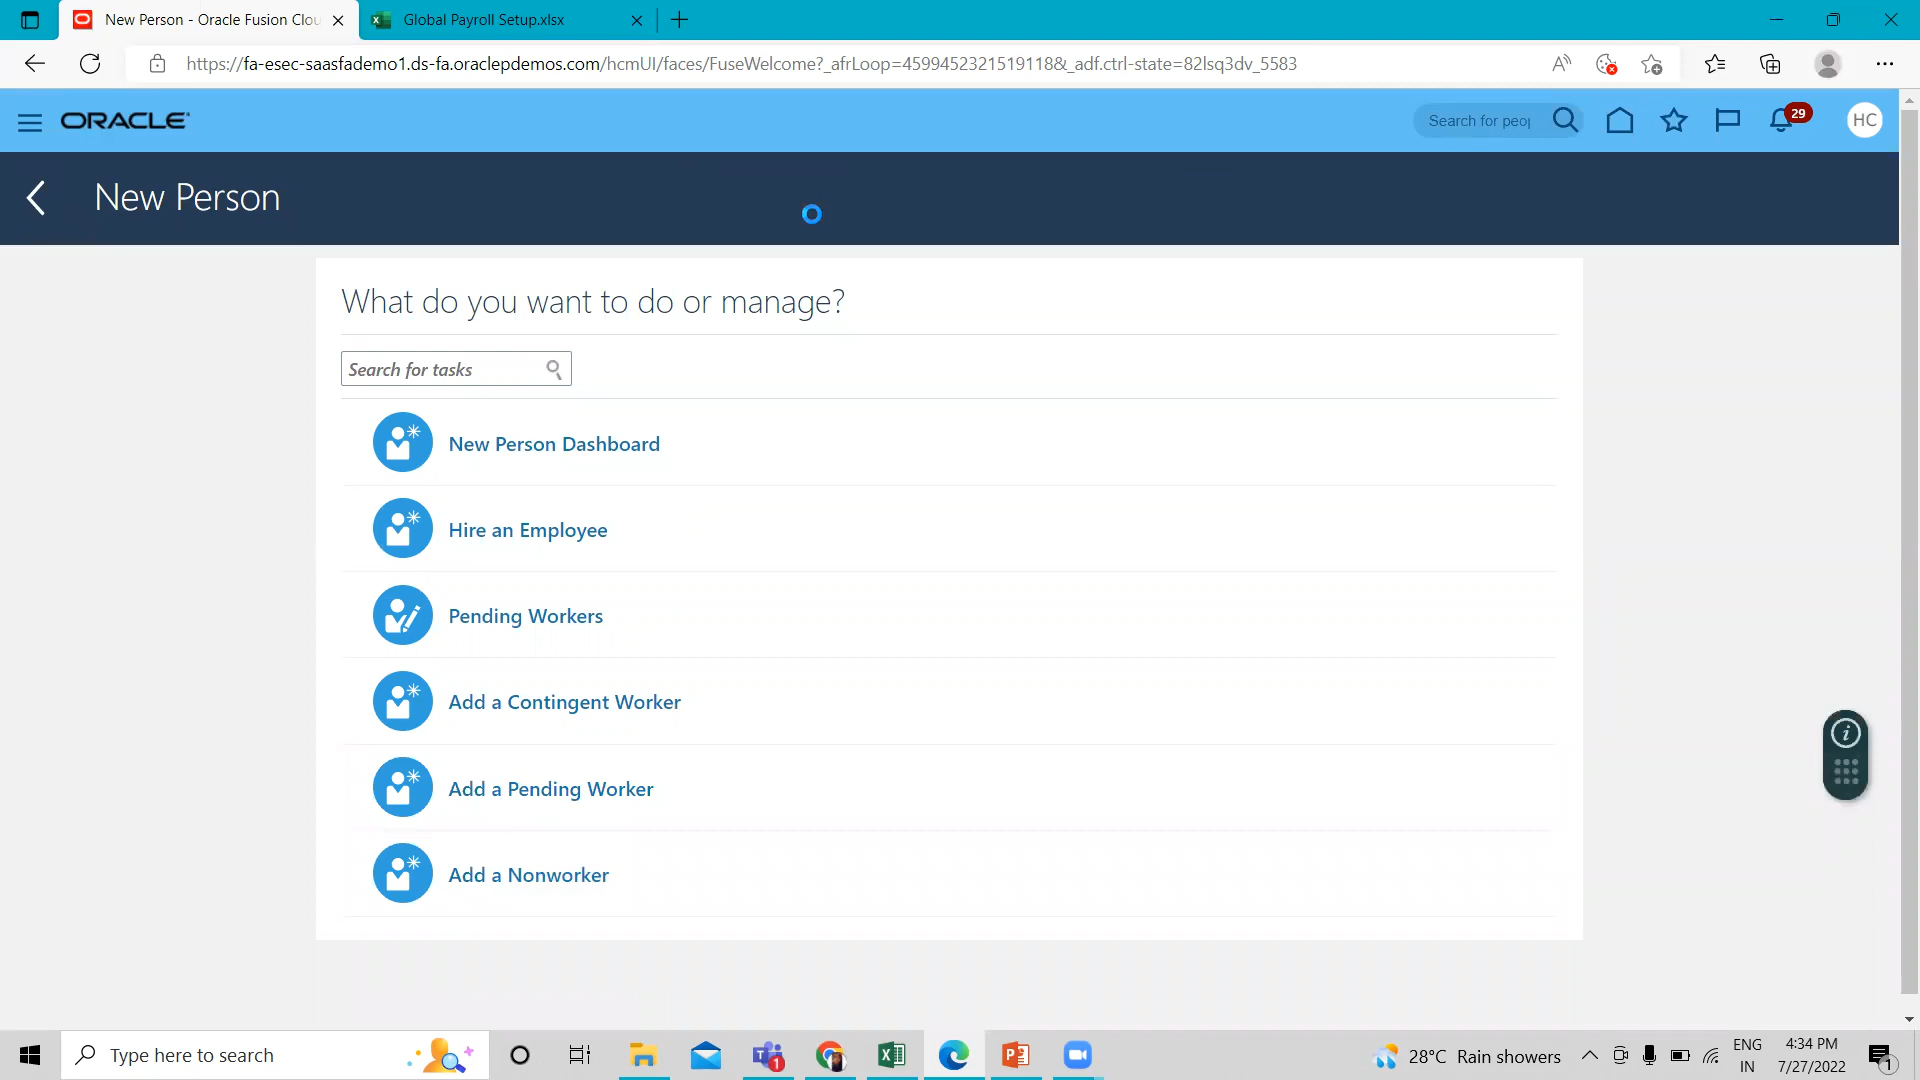 New Person - Oracle Fusion Clou
Global Payroll Setup.xlsx
https://fa-esec-saasfademo1.ds-fa.oraclepdemos.com/hcmUI/faces/FuseWelcome?_afrLoop=4599452321519118&_adf.ctrl-state=82lsq3dv_5583
ORACLE
Search for peop
29
HC
New Person
What do you want to do or manage?
Search for tasks
New Person Dashboard
Hire an Employee
Pending Workers
Add a Contingent Worker
Add a Pending Worker
Add a Nonworker
Type here to search
1
28°C Rain showers
ENG
IN
4:34 PM
7/27/2022
1